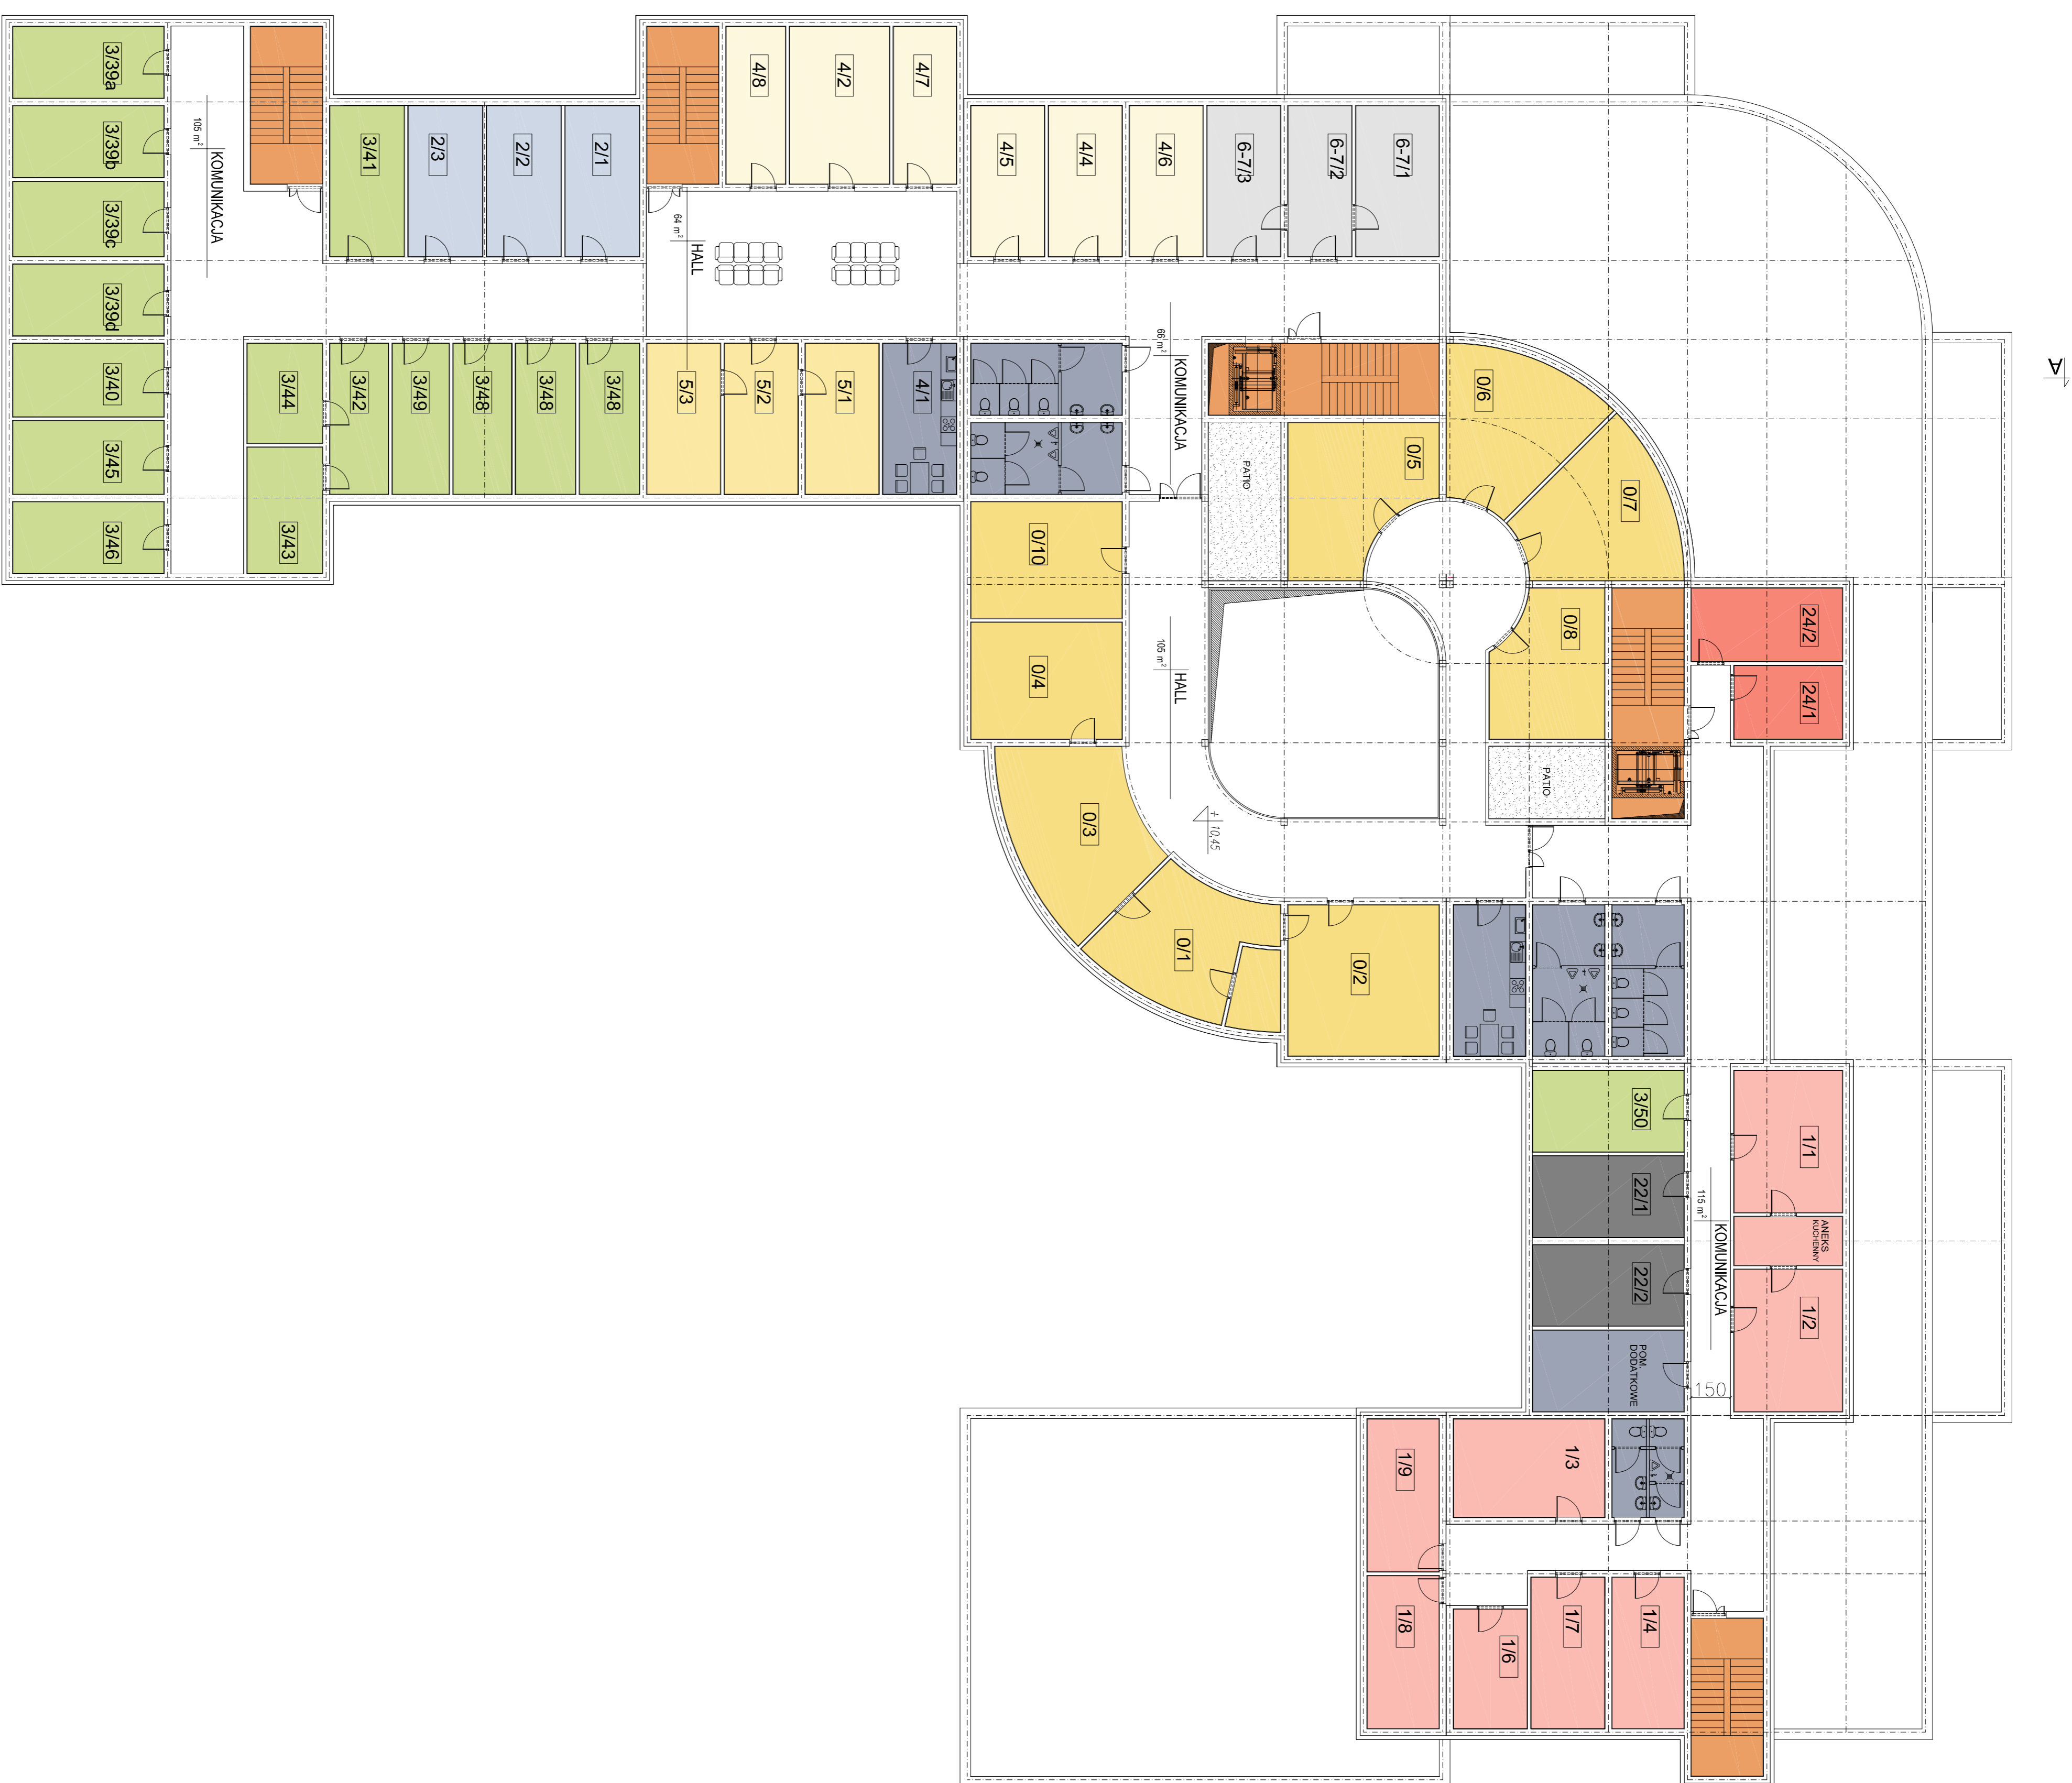 3/39a
3/39b
3/39c
3/39d
3/40
3/45
3/46
KOMUNIKACJA
105 m²
3/44
3/43
3/41
2/3
2/2
2/1
3/42
3/49
3/48
3/48
3/48
4/8
4/2
4/7
HALL
64 m²
5/3
5/2
5/1
4/1
4/5
4/4
4/6
6-7/3
6-7/2
6-7/1
KOMUNIKACJA
66 m²
PATIO
0/5
0/6
0/7
0/8
0/10
0/4
HALL
105 m²
PATIO
+ 10,45
0/3
0/1
0/2
24/2
24/1
A
3/50
22/1
22/2
POM.
DODATKOWE
KOMUNIKACJA
115 m²
150
1/1
ANEKS
KUCHENNY
1/2
1/3
1/9
1/8
1/6
1/7
1/4